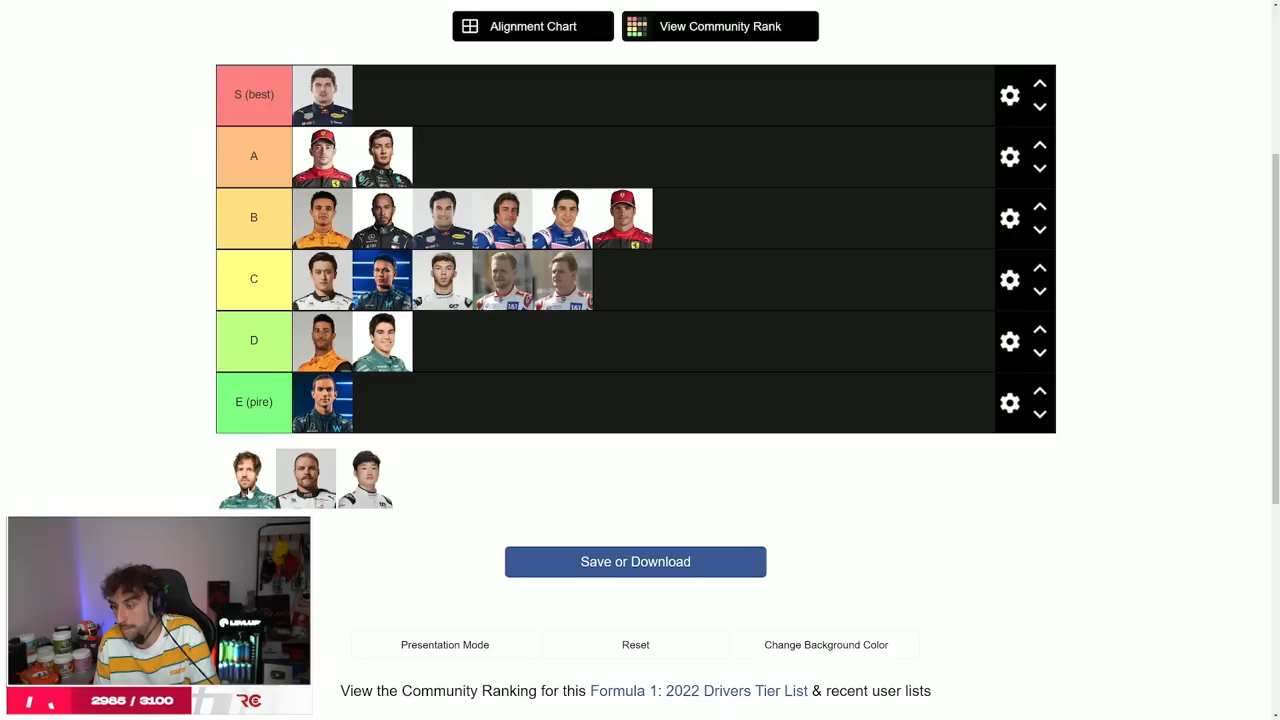 Alignment Chart
View Community Rank
S (best)
A
B
C
D
E (pire)
Save or Download
LEVLUP
Presentation Mode
Reset
Change Background Color
2985 / 3100
View the Community Ranking for this Formula 1: 2022 Drivers Tier List & recent user lists